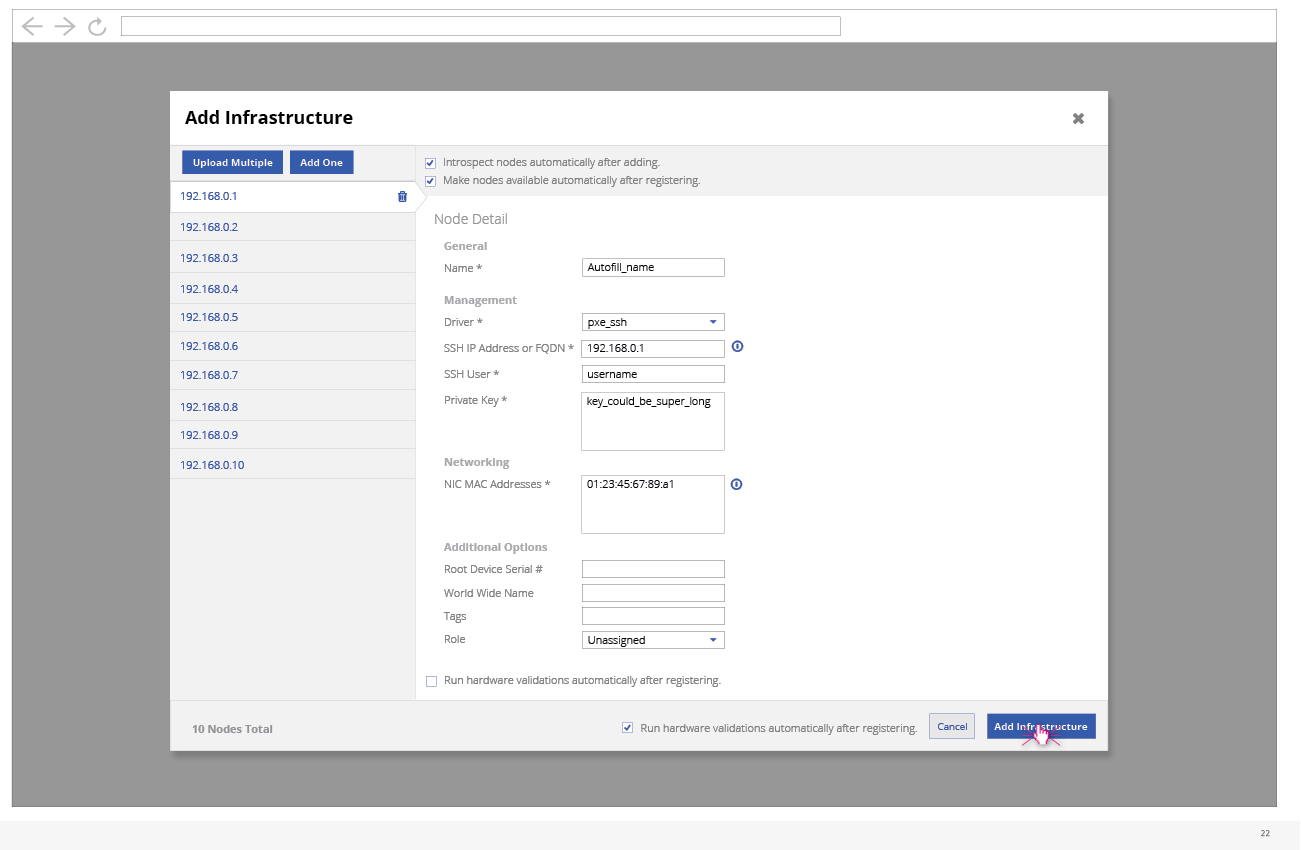 Add Infrastructure
Upload Multiple
Add One
192.168.0.1
192.168.0.2
192.168.0.3
192.168.0.4
192.168.0.5
192.168.0.6
192.168.0.7
192.168.0.8
192.168.0.9
192.168.0.10
Introspect nodes automatically after adding.
Make nodes available automatically after registering.
Node Detail
General
Name * Autofill_name
Management
Driver * pxe_ssh
SSH IP Address or FQDN * 192.168.0.1
SSH User * username
Private Key * key_could_be_super_long
Networking
NIC MAC Addresses * 01:23:45:67:89:a1
Additional Options
Root Device Serial #
World Wide Name
Tags
Role Unassigned
Run hardware validations automatically after registering.
10 Nodes Total
Run hardware validations automatically after registering.
Cancel
Add Infrastructure
22